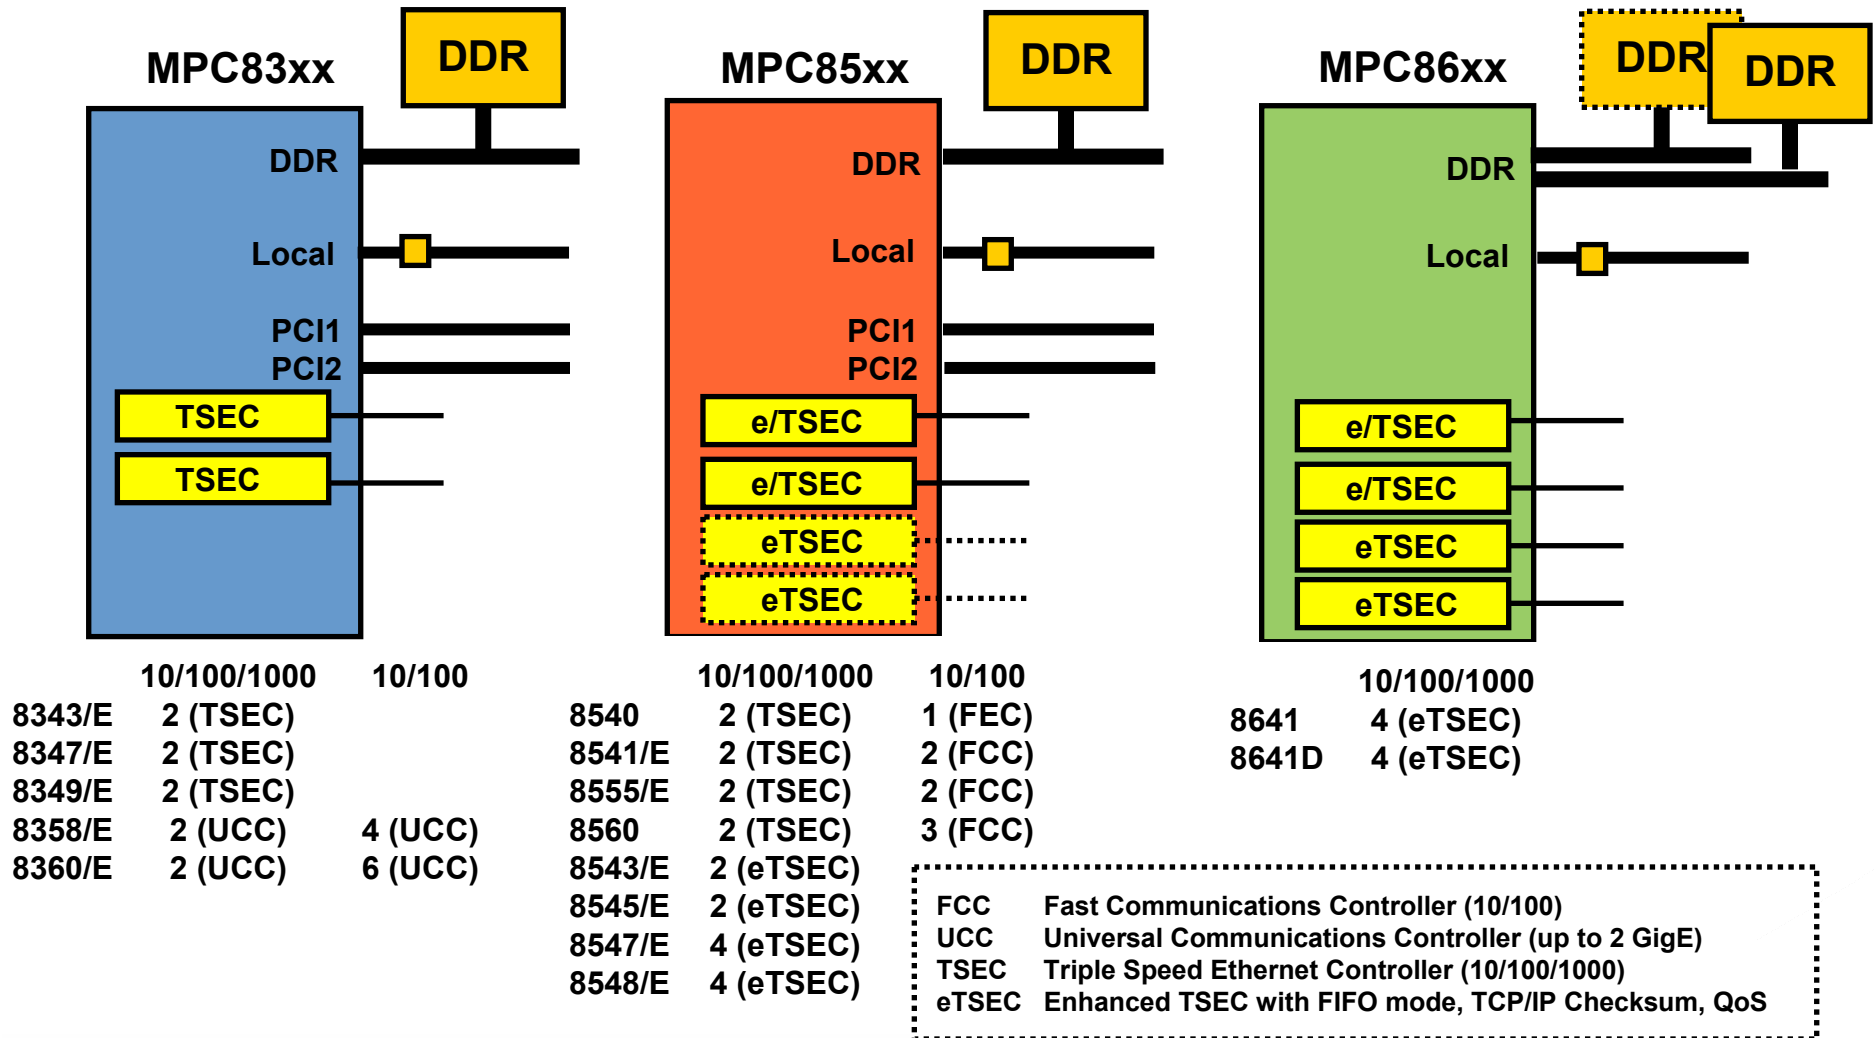 MPC83xx
DDR
DDR
Local
PCI1
PCI2
TSEC
TSEC
10/100/1000 10/100
8343/E 2 (TSEC)
8347/E 2 (TSEC)
8349/E 2 (TSEC)
8358/E 2 (UCC) 4 (UCC)
8360/E 2 (UCC) 6 (UCC)
MPC85xx
DDR
DDR
Local
PCI1
PCI2
e/TSEC
e/TSEC
eTSEC
eTSEC
10/100/1000 10/100
8540 2 (TSEC) 1 (FEC)
8541/E 2 (TSEC) 2 (FCC)
8555/E 2 (TSEC) 2 (FCC)
8560 2 (TSEC) 3 (FCC)
8543/E 2 (eTSEC)
8545/E 2 (eTSEC)
8547/E 4 (eTSEC)
8548/E 4 (eTSEC)
MPC86xx
DDR
DDR
DDR
Local
e/TSEC
e/TSEC
eTSEC
eTSEC
10/100/1000
8641 4 (eTSEC)
8641D 4 (eTSEC)
FCC Fast Communications Controller (10/100)
UCC Universal Communications Controller (up to 2 GigE)
TSEC Triple Speed Ethernet Controller (10/100/1000)
eTSEC Enhanced TSEC with FIFO mode, TCP/IP Checksum, QoS